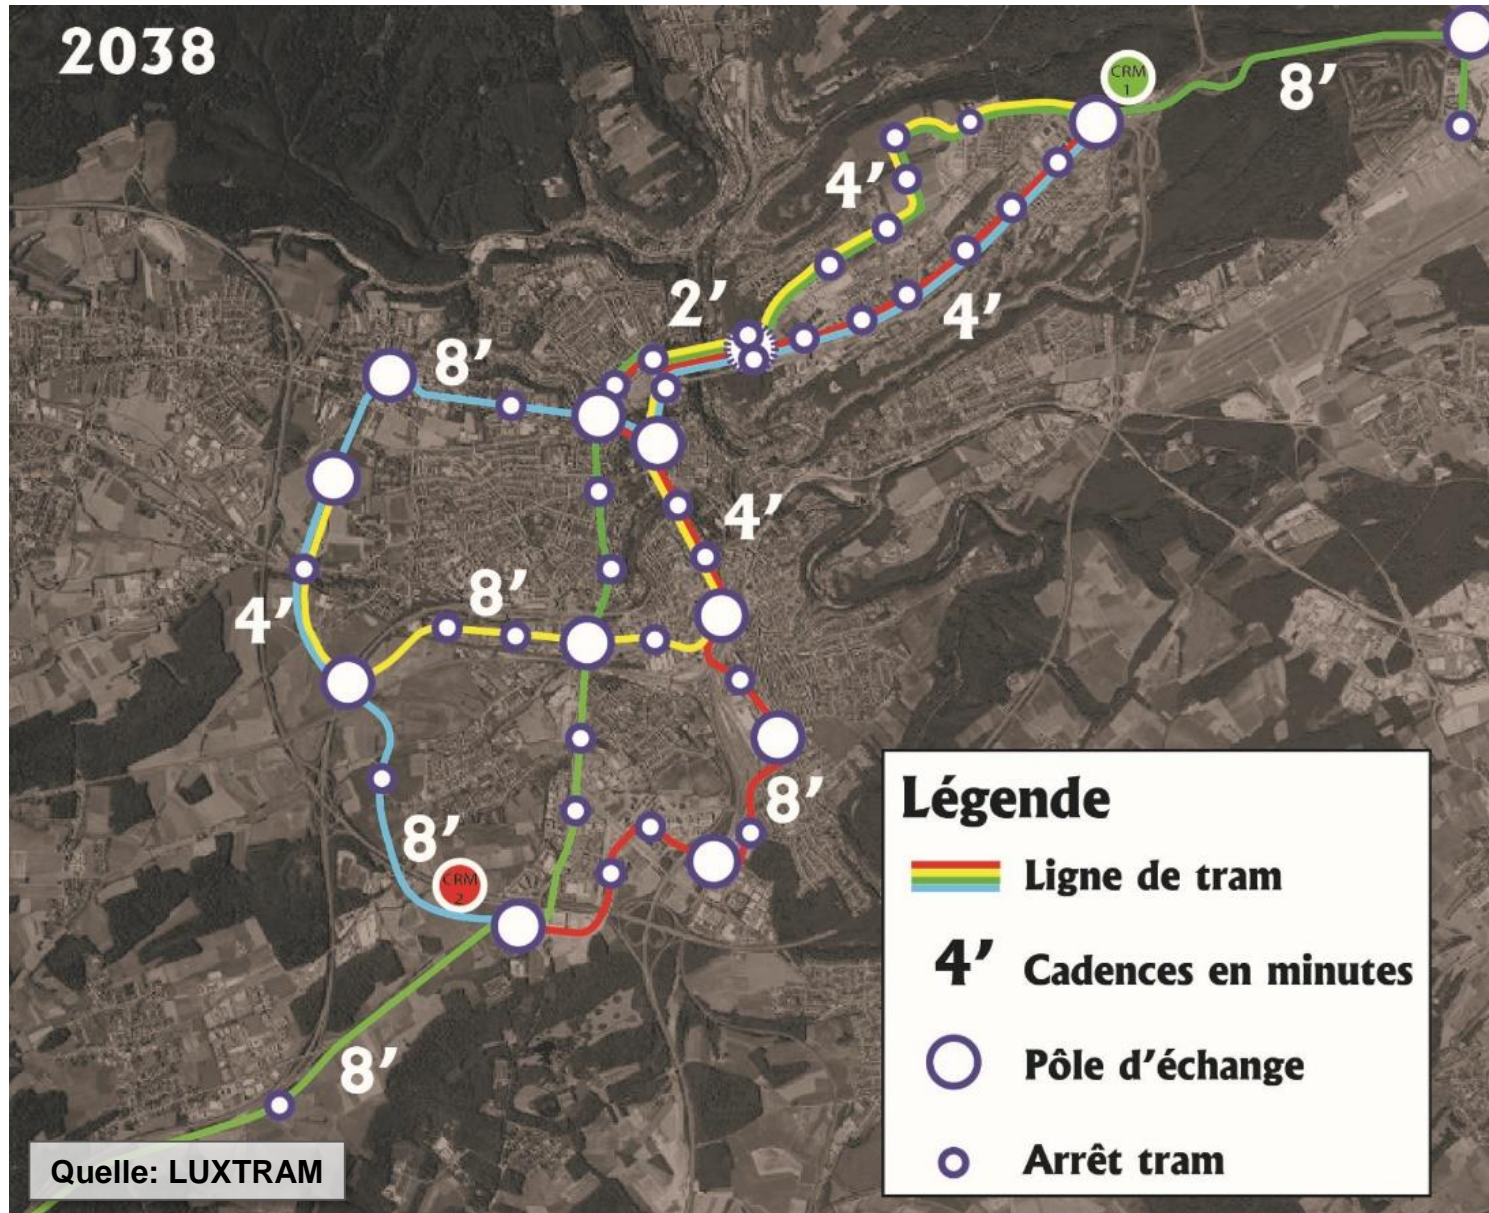 2038
CRM
1
8'
4'
2'
4'
8'
4'
8'
4'
8'
8'
CRM
2
8'
Légende
Ligne de tram
4' Cadences en minutes
Pôle d'échange
Arrêt tram
Quelle: LUXTRAM